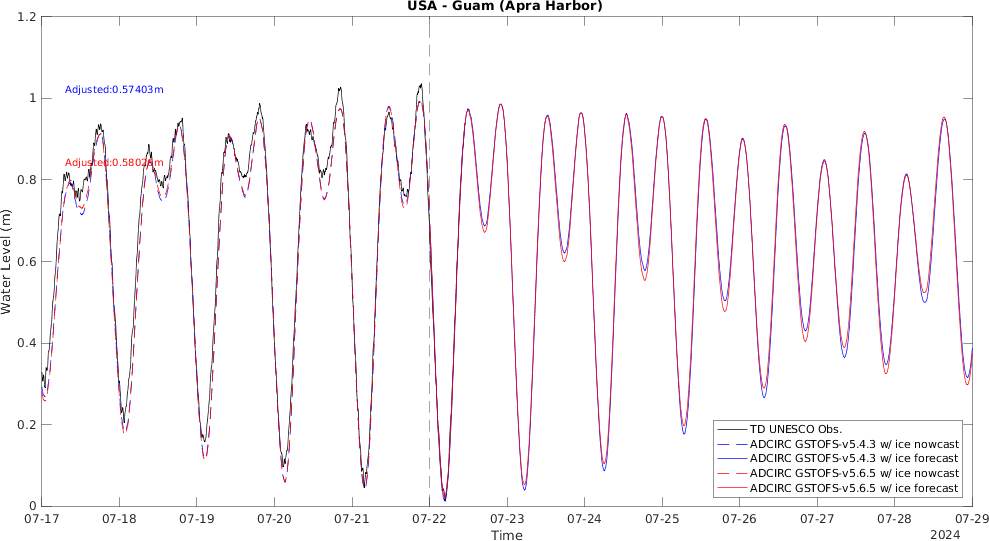 USA - Guam (Apra Harbor)
1.2
1
0.8
0.6
0.4
0.2
0
Water Level (m)
Adjusted:0.57403m
TD UNESCO Obs.
ADCIRC GSTOFS-v5.4.3 w/ ice nowcast
ADCIRC GSTOFS-v5.4.3 w/ ice forecast
ADCIRC GSTOFS-v5.6.5 w/ ice nowcast
ADCIRC GSTOFS-v5.6.5 w/ ice forecast
07-17 07-18 07-19 07-20 07-21 07-22 07-23 07-24 07-25 07-26 07-27 07-28 07-29
Time
2024